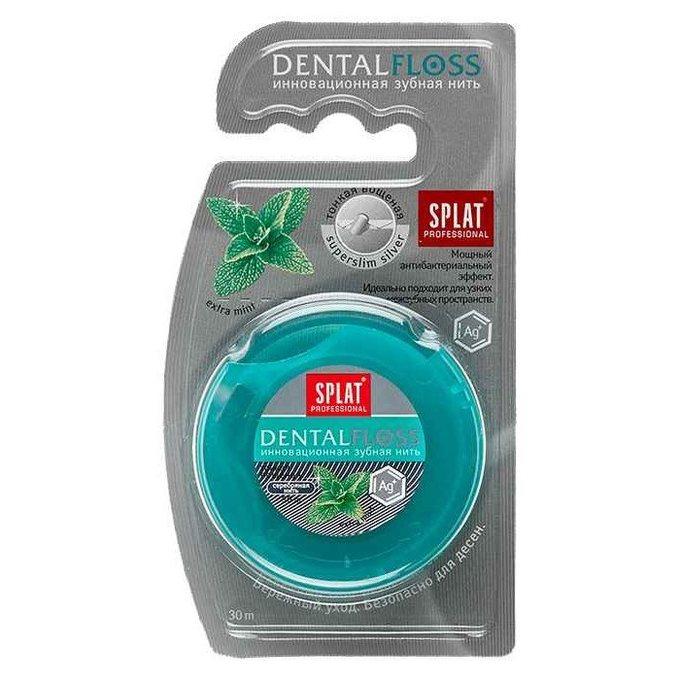 DENTALFLOSS
инновационная зубная нить
тонкая вощеная
superslim silver
SPLAT
PROFESSIONAL
Мощный
антибактериальный
эффект.
Идеально подходит для узких
межзубных пространств.
extra mint
Ag+
SPLAT
PROFESSIONAL
DENTALFLOSS
инновационная зубная нить
серебряная мята
Ag+
Бережный уход. Безопасно для десен.
30 m